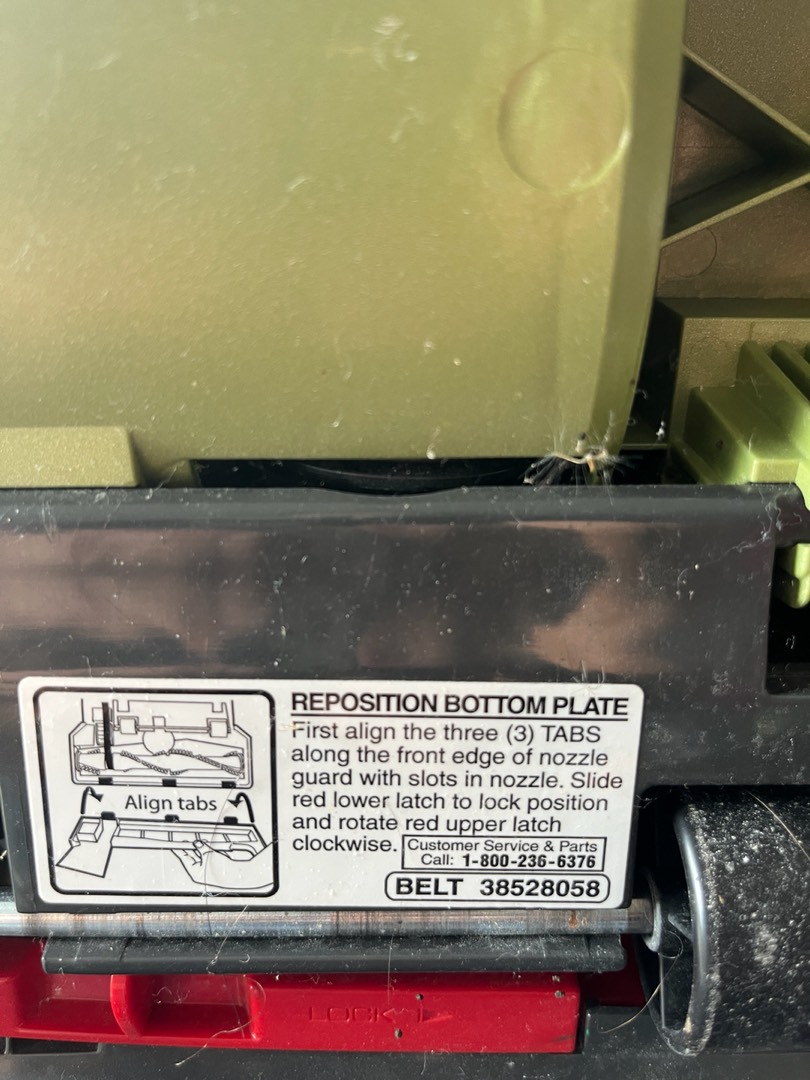 REPOSITION BOTTOM PLATE
First align the three (3) TABS
along the front edge of nozzle
guard with slots in nozzle. Slide
red lower latch to lock position
and rotate red upper latch
clockwise.
Customer Service & Parts
Call: 1-800-236-6376
BELT 38528058
Align tabs
LOCK